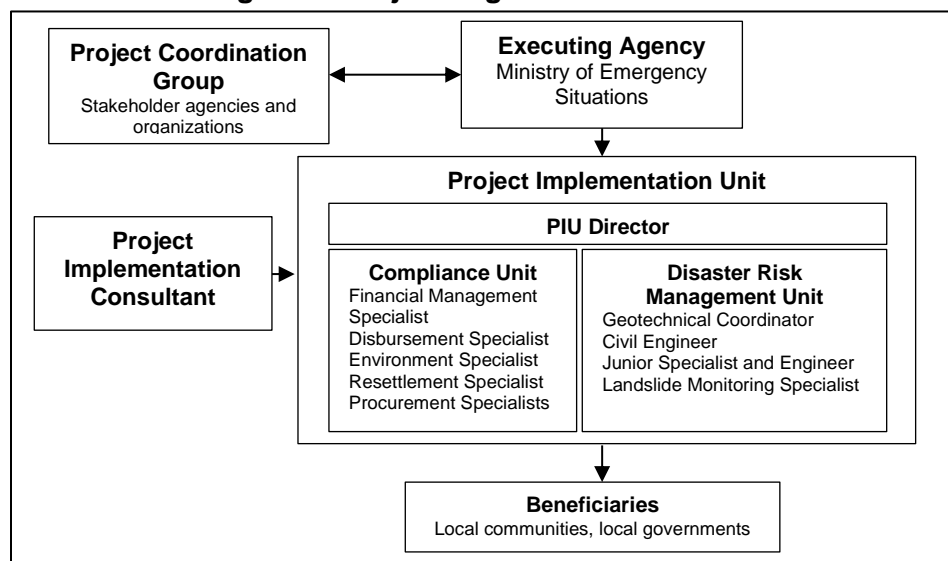 Project Coordination
Group
Stakeholder agencies and
organizations
Executing Agency
Ministry of Emergency
Situations
Project Implementation Unit
PIU Director
Project
Implementation
Consultant
Compliance Unit
Financial Management
Specialist
Disbursement Specialist
Environment Specialist
Resettlement Specialist
Procurement Specialists
Disaster Risk
Management Unit
Geotechnical Coordinator
Civil Engineer
Junior Specialist and Engineer
Landslide Monitoring Specialist
Beneficiaries
Local communities, local governments